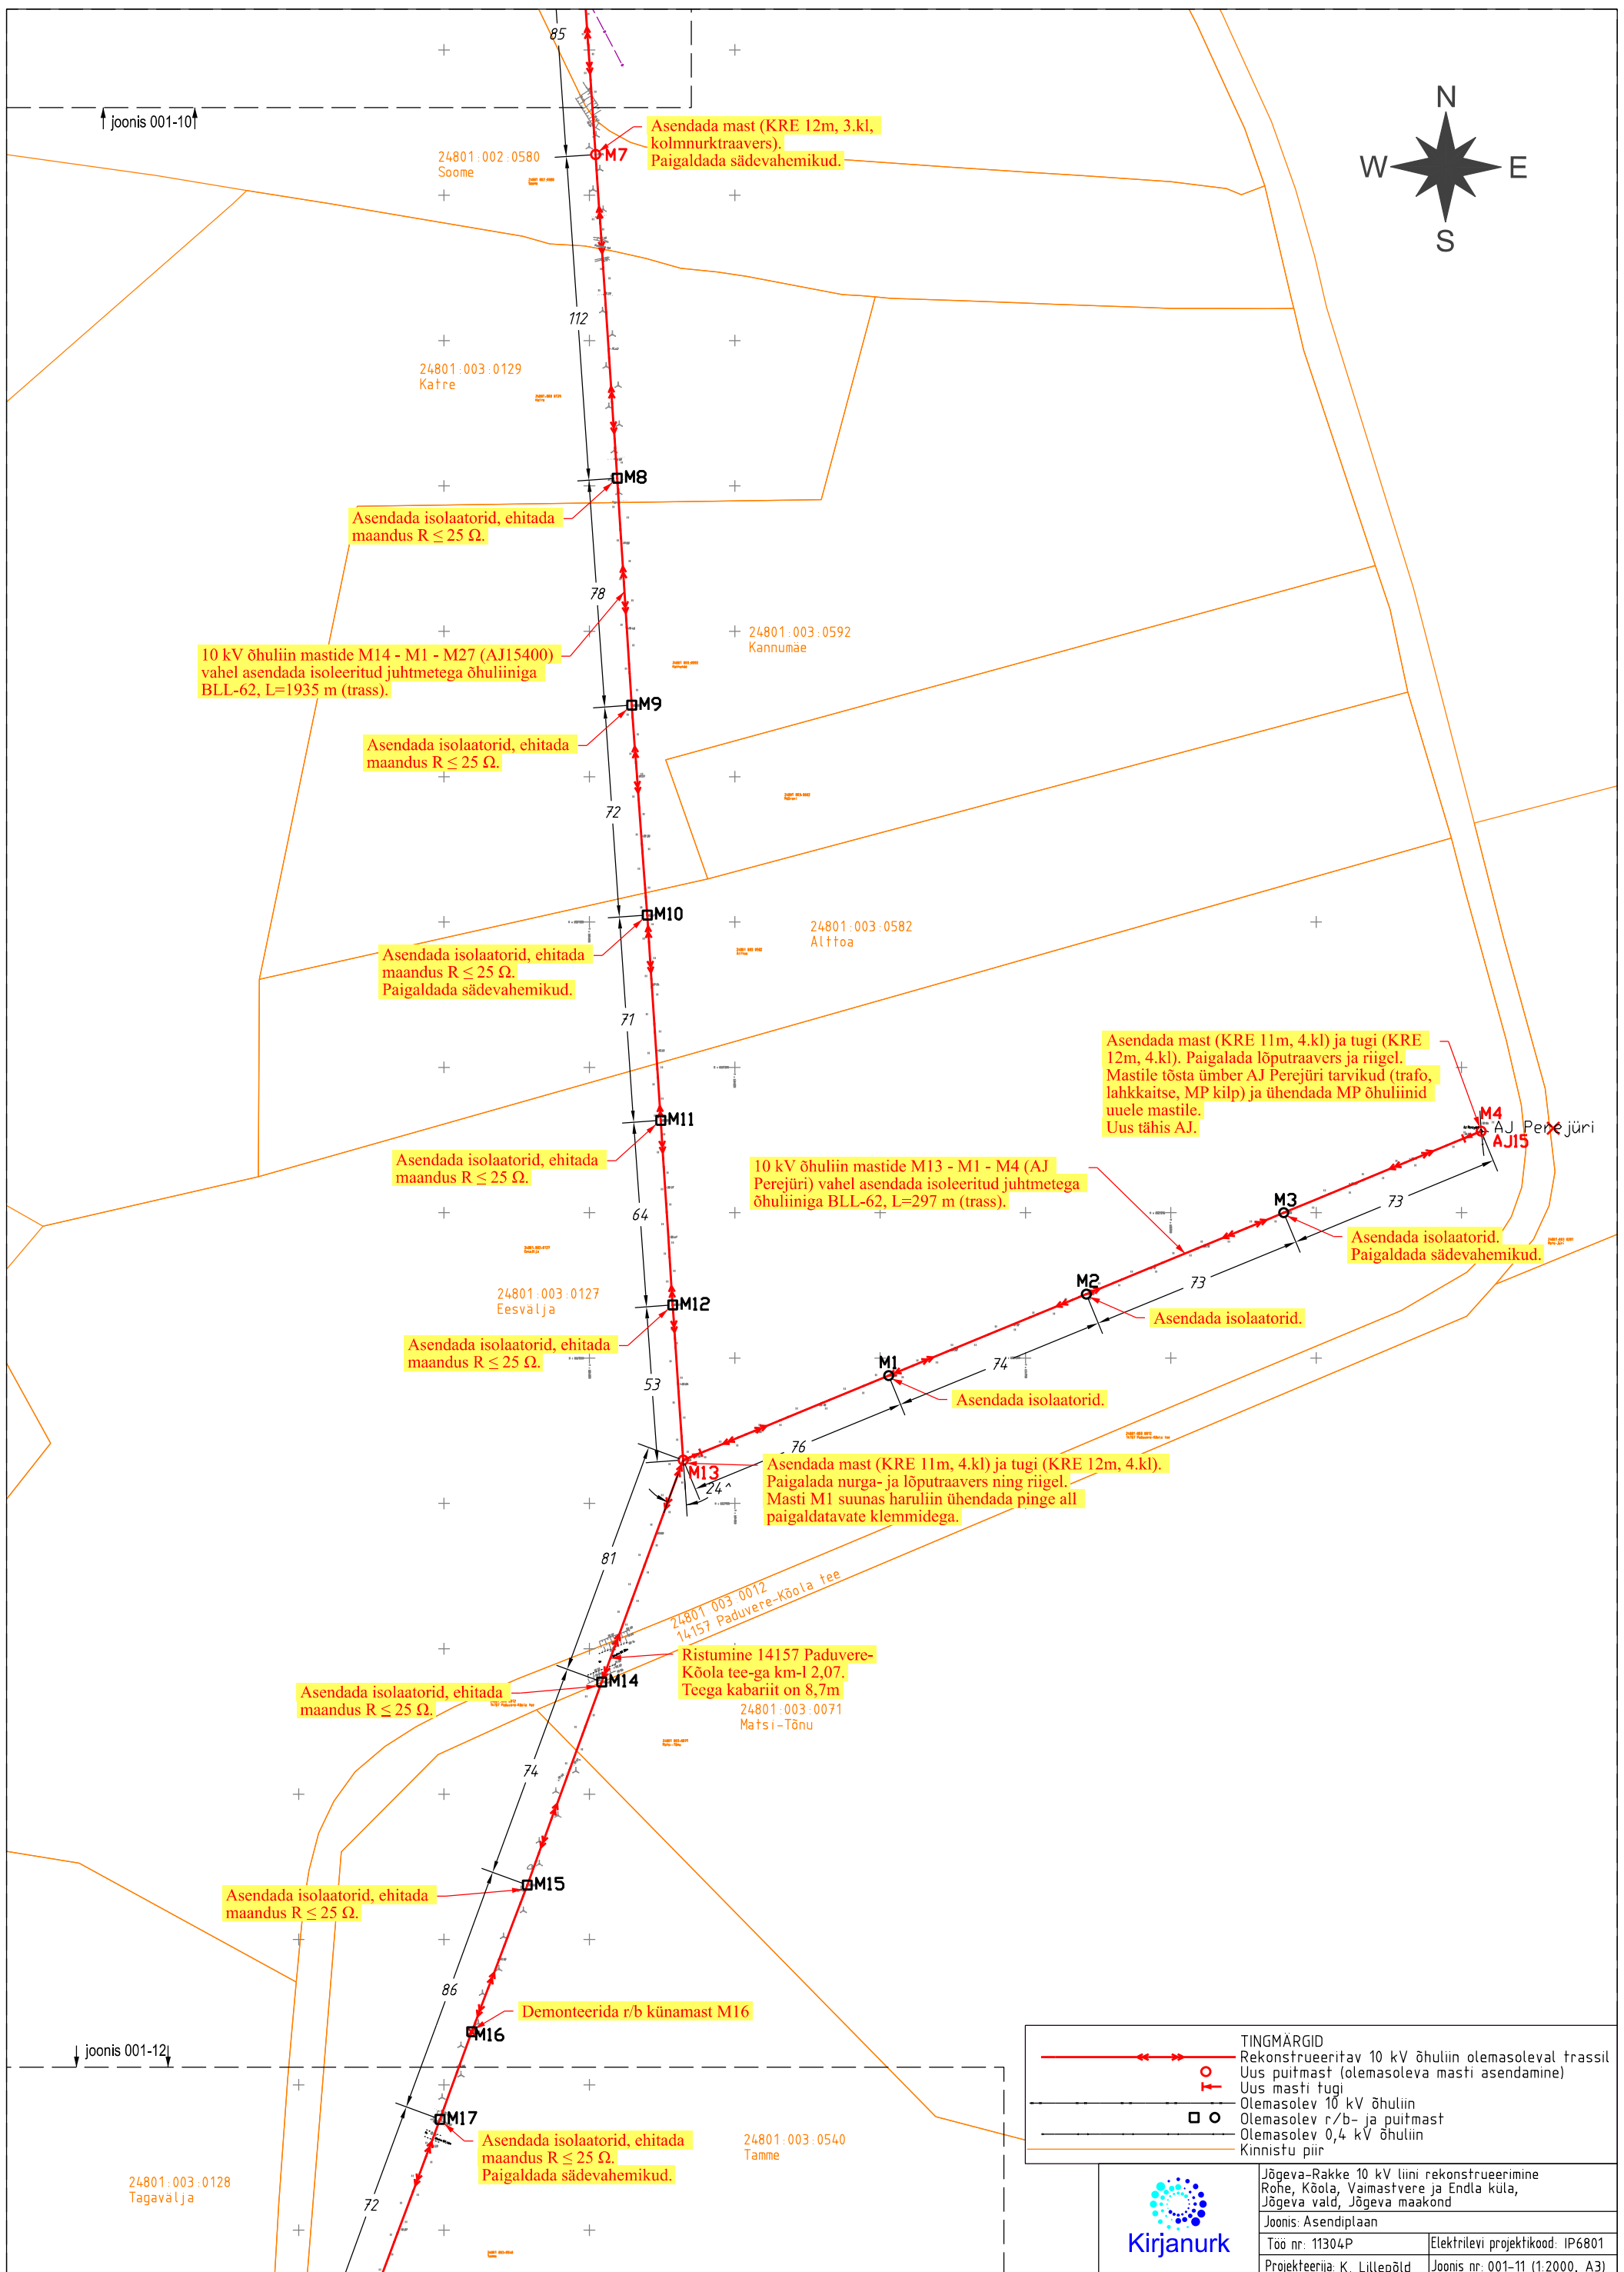 85
joonis 001-10
N
W
E
S
Asendada mast (KRE 12m, 3.kl,
kolmnurktraavers).
Paigaldada sädevahemikud.
M7
24801:002:0580
Soome
112
24801:003:0129
Katre
M8
Asendada isolaatorid, ehitada
maandus R ≤ 25 Ω.
78
24801:003:0592
Kannumäe
10 kV õhuliin mastide M14 - M1 - M27 (AJ15400)
vahel asendada isoleeritud juhtmetega õhuliiniga
BLL-62, L=1935 m (trass).
M9
Asendada isolaatorid, ehitada
maandus R ≤ 25 Ω.
72
M10
24801:003:0582
Alttoa
Asendada isolaatorid, ehitada
maandus R ≤ 25 Ω.
Paigaldada sädevahemikud.
71
Asendada mast (KRE 11m, 4.kl) ja tugi (KRE
12m, 4.kl). Paigalada lõputraavers ja riigel.
Mastile tõsta ümber AJ Perejüri tarvikud (trafo,
lahkkaitse, MP kilp) ja ühendada MP õhuliinid
uuele mastile.
Uus tähis AJ.
M11
M4
AJ Perejüri
AJ15
Asendada isolaatorid, ehitada
maandus R ≤ 25 Ω.
10 kV õhuliin mastide M13 - M1 - M4 (AJ
Perejüri) vahel asendada isoleeritud juhtmetega
õhuliiniga BLL-62, L=297 m (trass).
73
M3
64
Asendada isolaatorid.
Paigaldada sädevahemikud.
73
M2
24801:003:0127
Eesvälja
M12
Asendada isolaatorid.
Asendada isolaatorid, ehitada
maandus R ≤ 25 Ω.
74
M1
53
Asendada isolaatorid.
76
M13
24^
Asendada mast (KRE 11m, 4.kl) ja tugi (KRE 12m, 4.kl).
Paigalada nurga- ja lõputraavers ning riigel.
Masti M1 suunas haruliin ühendada pinge all
paigaldatavate klemmidega.
81
24801 003 0012
14157 Paduvere-Kõola tee
Ristumine 14157 Paduvere-
Kõola tee-ga km-l 2,07.
Teega kabariit on 8,7m
M14
Asendada isolaatorid, ehitada
maandus R ≤ 25 Ω.
24801:003:0071
Matsi-Tõnu
74
M15
Asendada isolaatorid, ehitada
maandus R ≤ 25 Ω.
86
Demonteerida r/b künamast M16
M16
joonis 001-12
M17
Asendada isolaatorid, ehitada
maandus R ≤ 25 Ω.
Paigaldada sädevahemikud.
24801:003:0540
Tamme
24801:003:0128
Tagavälja
72
TINGMÄRGID
Rekonstrueeritav 10 kV õhuliin olemasoleval trassil
Uus puitmast (olemasoleva masti asendamine)
Uus masti tugi
Olemasolev 10 kV õhuliin
Olemasolev r/b- ja puitmast
Olemasolev 0,4 kV õhuliin
Kinnistu piir
Kirjanurk
Jõgeva-Rakke 10 kV liini rekonstrueerimine
Rohe, Kõola, Vaimastvere ja Endla küla,
Jõgeva vald, Jõgeva maakond
Joonis: Asendiplaan
Töö nr: 11304P
Elektrilevi projektikood: IP6801
Projekteerija: K. Lillepõld
Joonis nr: 001-11 (1:2000, A3)